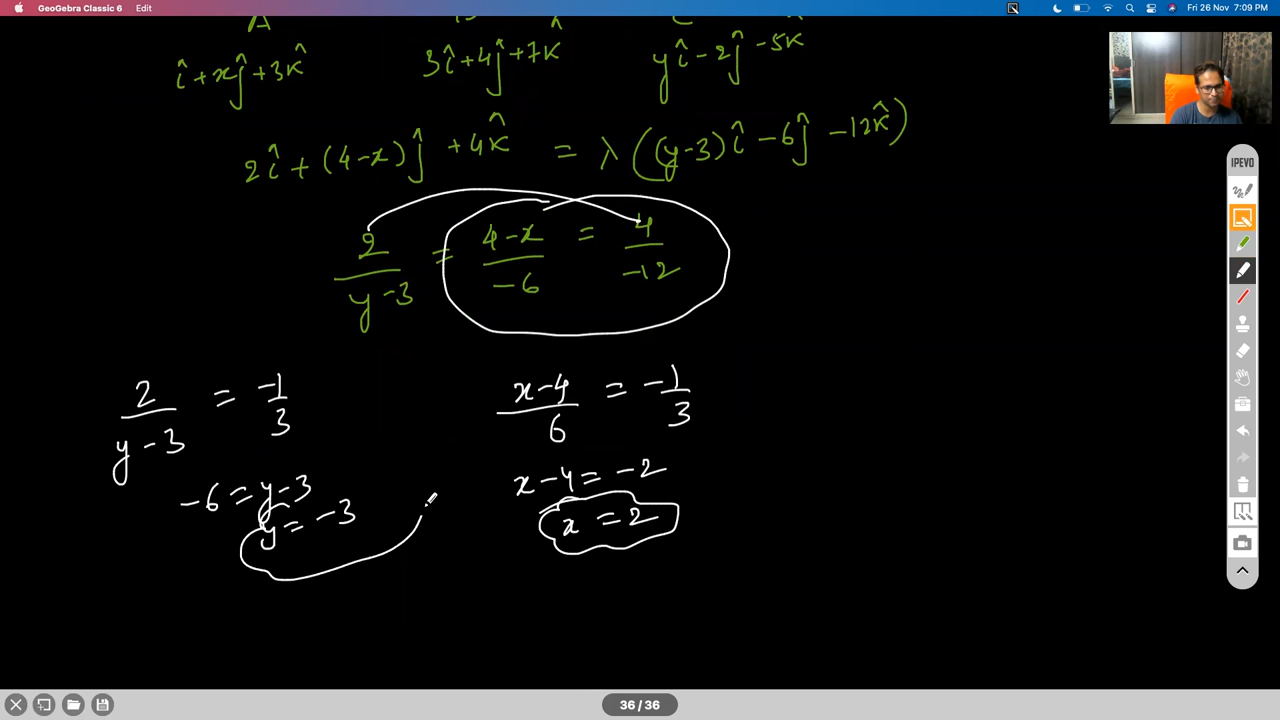 GeoGebra Classic 6 Edit Fri 26 Nov 7:09 PM
A
î + xĵ + 3k̂ 3î + 4ĵ + 7k̂ yî - 2ĵ - 5k̂
2î + (4-x)ĵ + 4k̂ = λ((y-3)î - 6ĵ - 12k̂)
2/(y-3) = (4-x)/-6 = 4/-12
2/(y-3) = -1/3
-6 = y-3
y = -3
(x-4)/6 = -1/3
x-4 = -2
x = 2
IPEVO
36 / 36